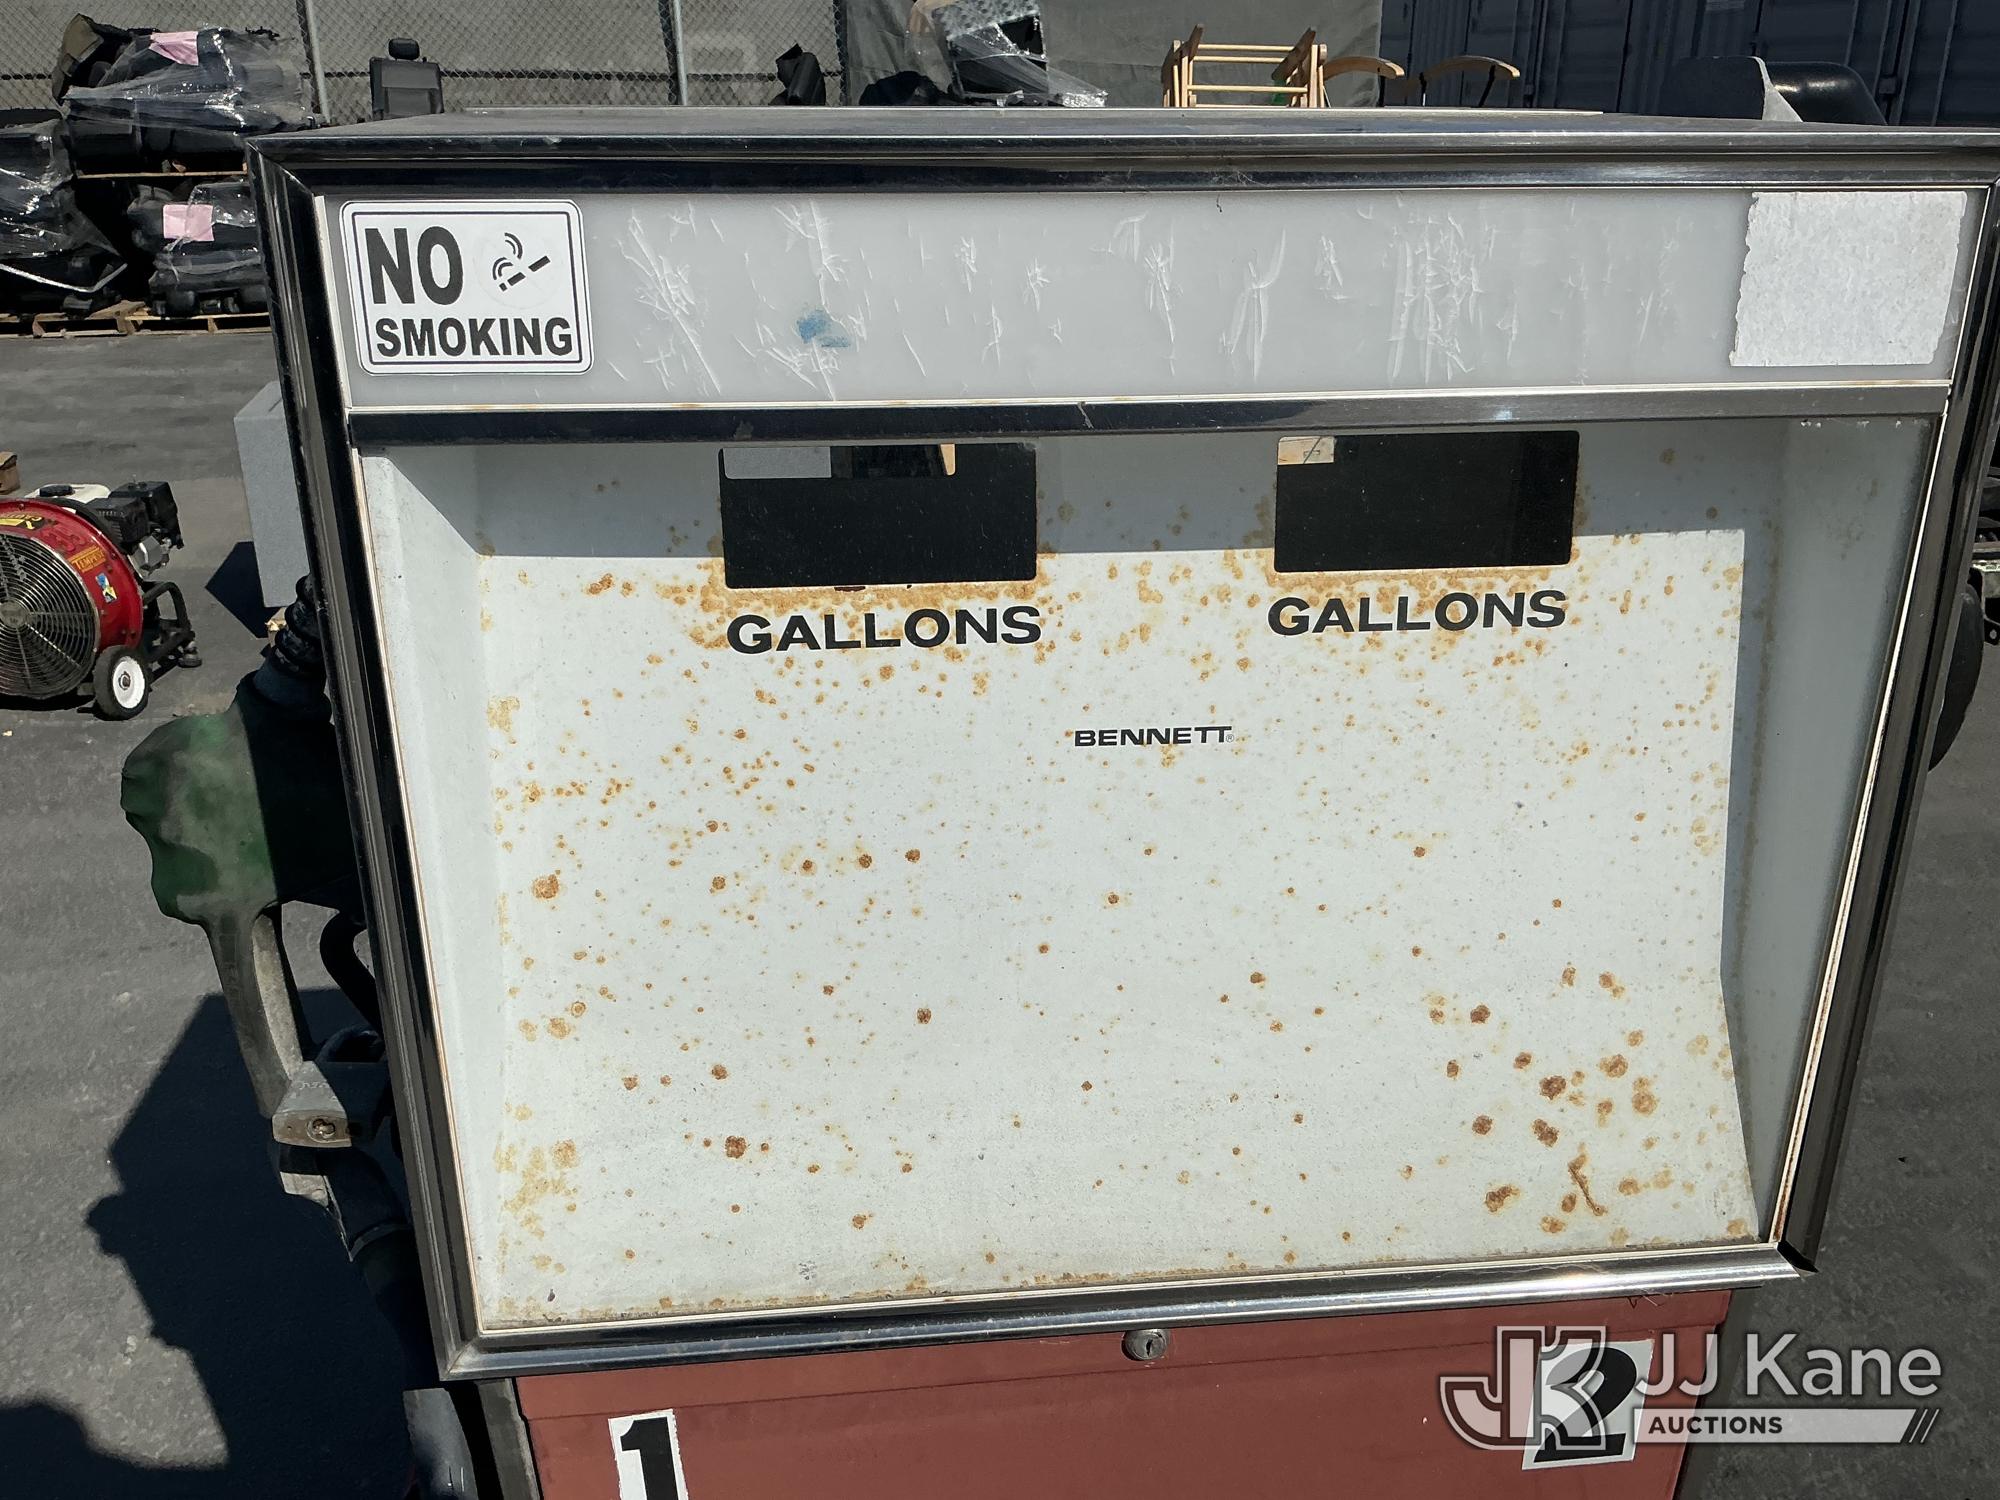 NO
SMOKING
GALLONS
GALLONS
BENNETT®
1
2
JJ Kane
AUCTIONS